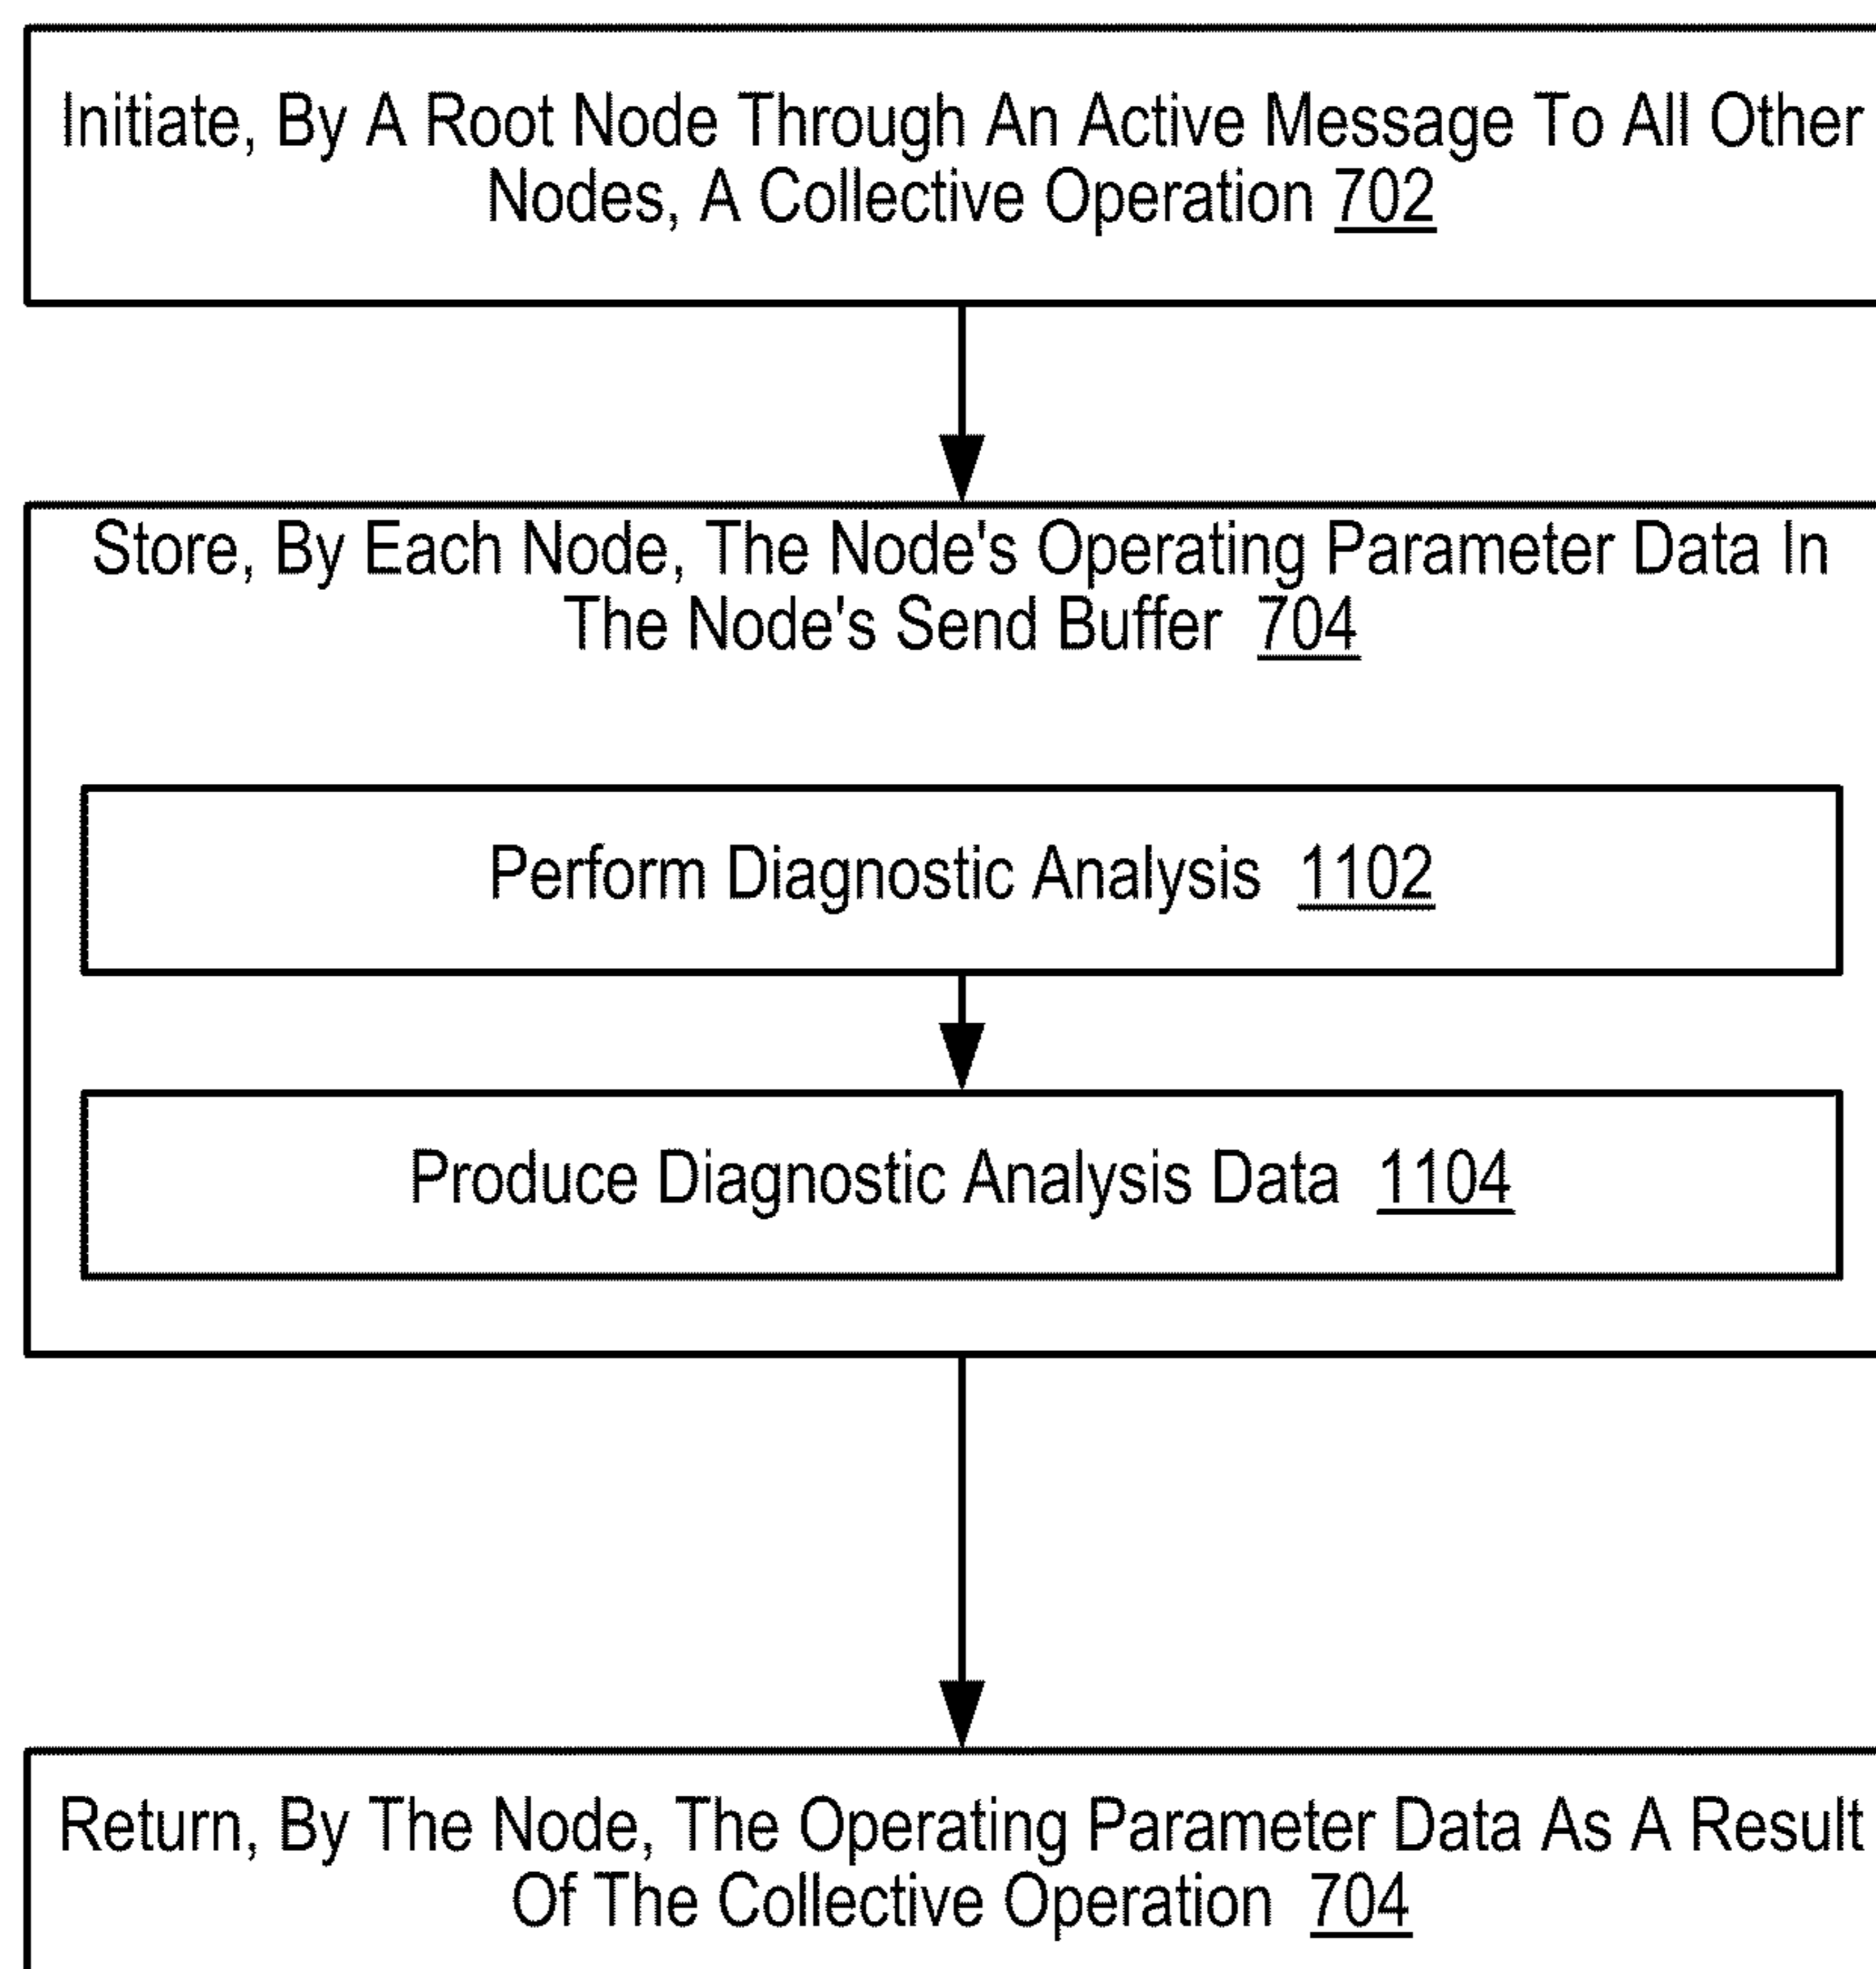 Initiate, By A Root Node Through An Active Message To All Other
Nodes, A Collective Operation 702
Store, By Each Node, The Node's Operating Parameter Data In
The Node's Send Buffer 704
Perform Diagnostic Analysis 1102
Produce Diagnostic Analysis Data 1104
Return, By The Node, The Operating Parameter Data As A Result
Of The Collective Operation 704